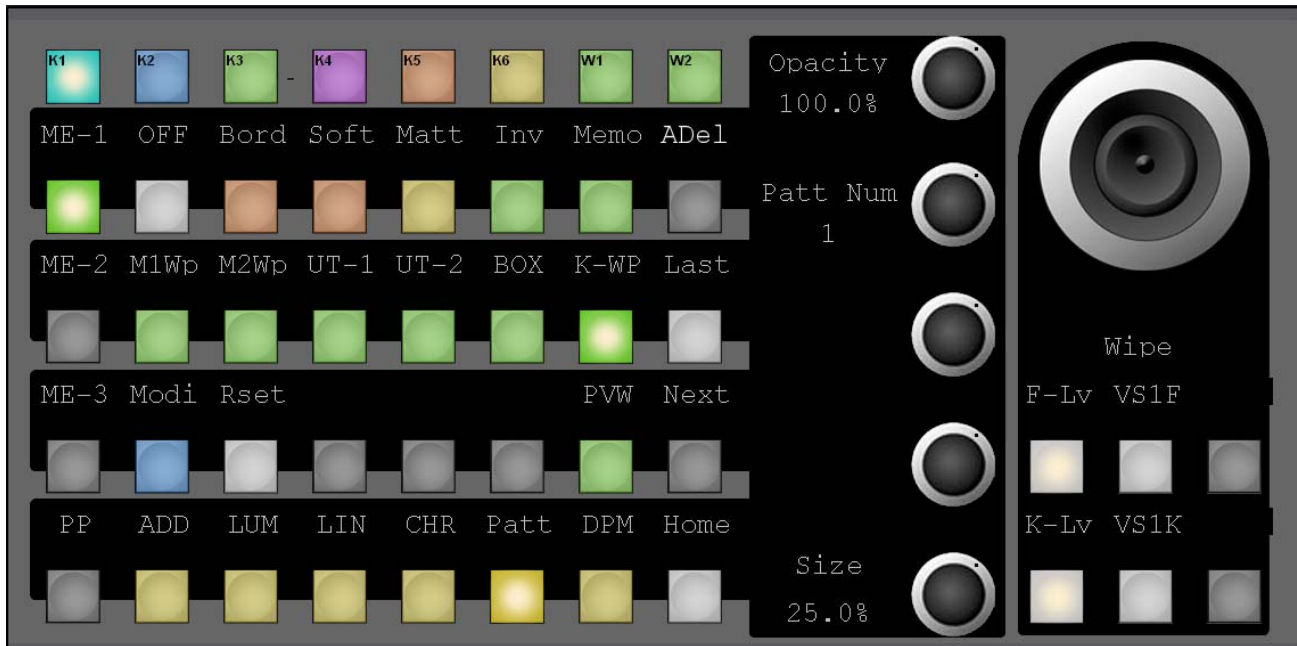 K1 K2 K3 - K4 K5 K6 W1 W2
Opacity
100.0%
ME-1 OFF Bord Soft Matt Inv Memo ADel
Patt Num
1
ME-2 M1Wp M2Wp UT-1 UT-2 BOX K-WP Last
Wipe
ME-3 Modi Rset PVW Next
F-Lv VS1F
PP ADD LUM LIN CHR Patt DPM Home
K-Lv VS1K
Size
25.0%